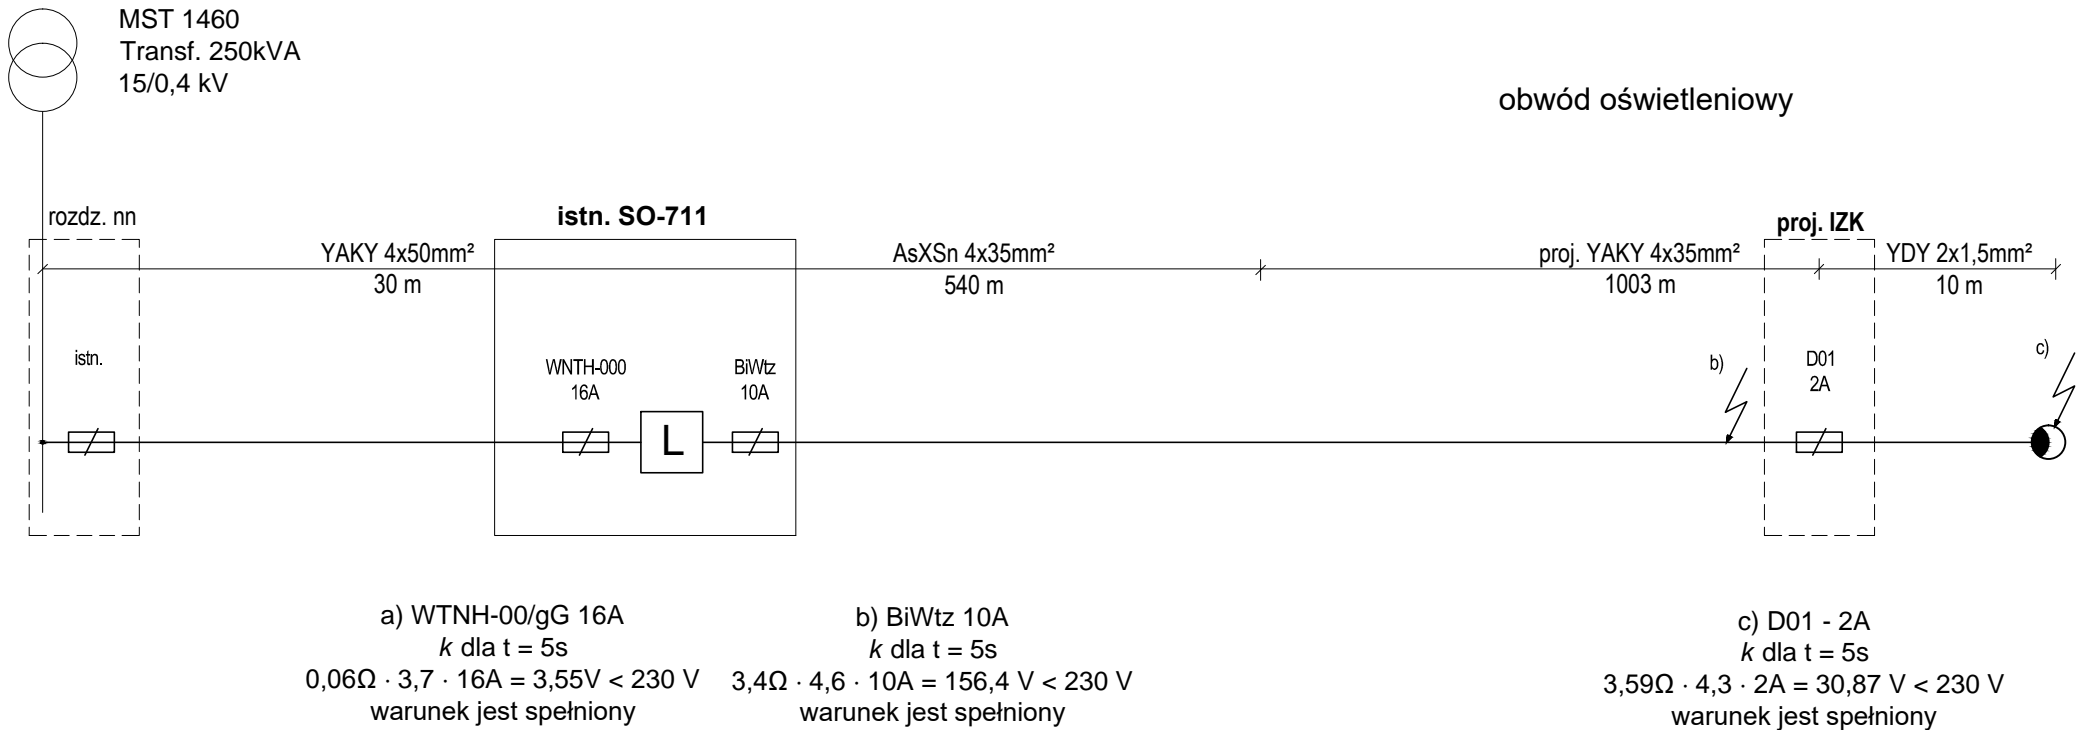 MST 1460
Transf. 250kVA
15/0,4 kV
obwód oświetleniowy
rozdz. nn
istn. SO-711
proj. IZK
YAKY 4x50mm²
30 m
AsXSn 4x35mm²
540 m
proj. YAKY 4x35mm²
1003 m
YDY 2x1,5mm²
10 m
istn.
WNTH-000
16A
L
BiWtz
10A
b)
D01
2A
c)
a) WTNH-00/gG 16A
k dla t = 5s
0,06Ω · 3,7 · 16A = 3,55V < 230 V
warunek jest spełniony
b) BiWtz 10A
k dla t = 5s
3,4Ω · 4,6 · 10A = 156,4 V < 230 V
warunek jest spełniony
c) D01 - 2A
k dla t = 5s
3,59Ω · 4,3 · 2A = 30,87 V < 230 V
warunek jest spełniony